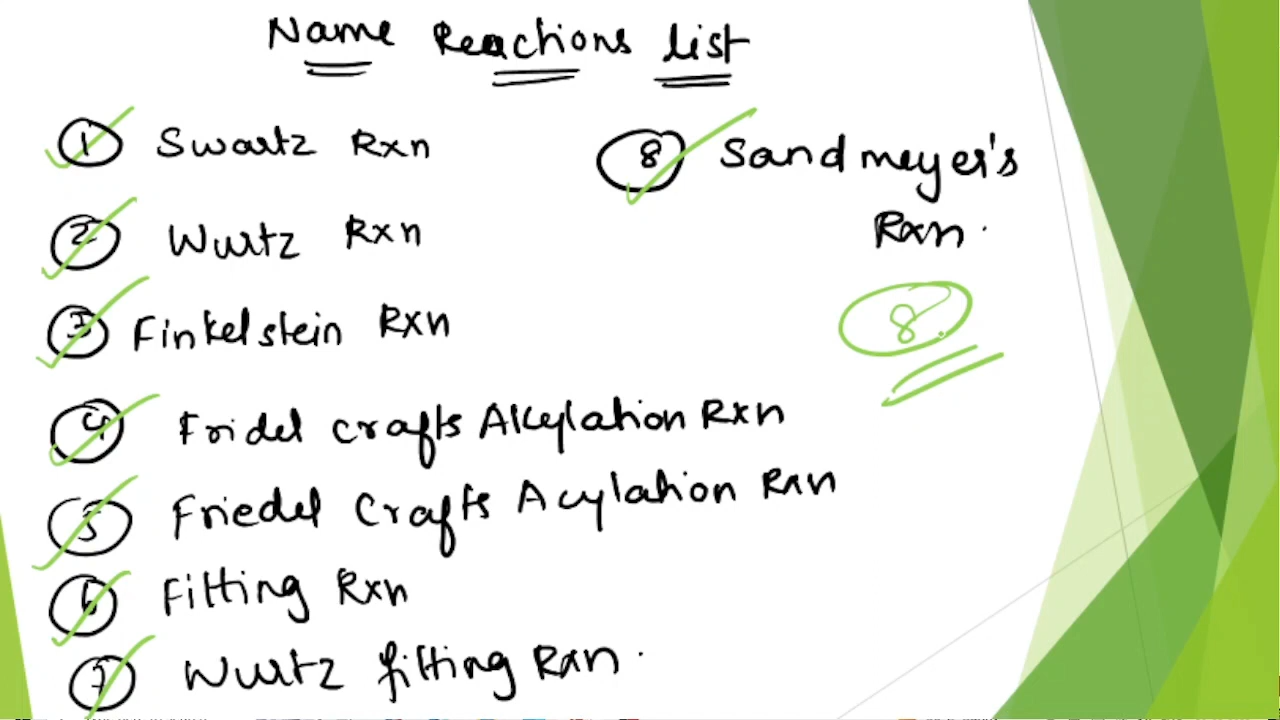 Name Reactions List
1 Swartz Rxn
2 Wurtz Rxn
3 Finkelstein Rxn
4 Fridel crafts Alkylation Rxn
5 Friedel Crafts Acylation Rxn
6 Fitting Rxn
7 Wurtz fitting Rxn.
8 Sandmeyer's
Rxn.
8